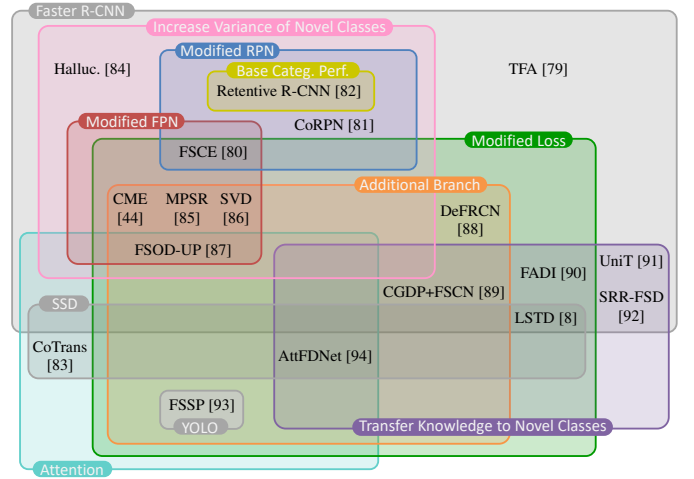 Faster R-CNN
Increase Variance of Novel Classes
Modified RPN
Halluc. [84]
Base Categ. Perf.
TFA [79]
Retentive R-CNN [82]
Modified FPN
CoRPN [81]
Modified Loss
FSCE [80]
Additional Branch
CME MPSR SVD
[44] [85] [86]
DeFRCN
[88]
FSOD-UP [87]
UniT [91]
FADI [90]
CGDP+FSCN [89]
SRR-FSD
[92]
SSD
LSTD [8]
CoTrans
[83]
AttFDNet [94]
FSSP [93]
YOLO
Transfer Knowledge to Novel Classes
Attention